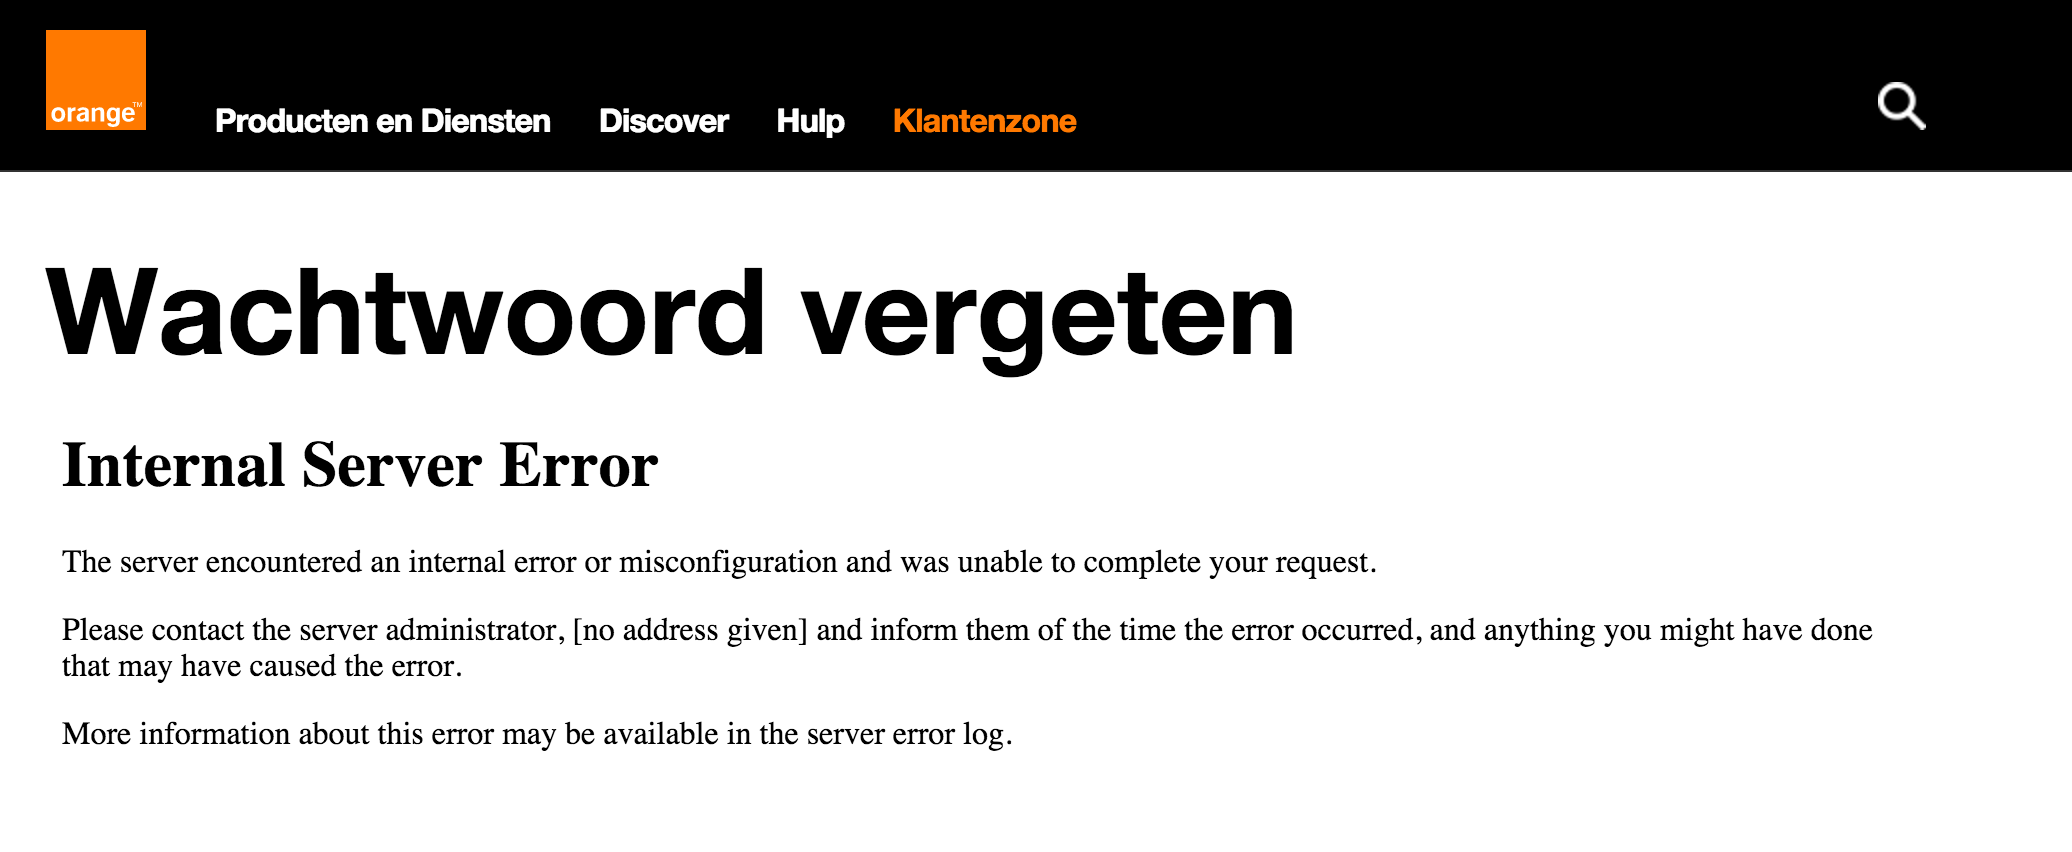 orange™
Producten en Diensten Discover Hulp Klantenzone
Wachtwoord vergeten
Internal Server Error
The server encountered an internal error or misconfiguration and was unable to complete your request.
Please contact the server administrator, [no address given] and inform them of the time the error occurred, and anything you might have done
that may have caused the error.
More information about this error may be available in the server error log.